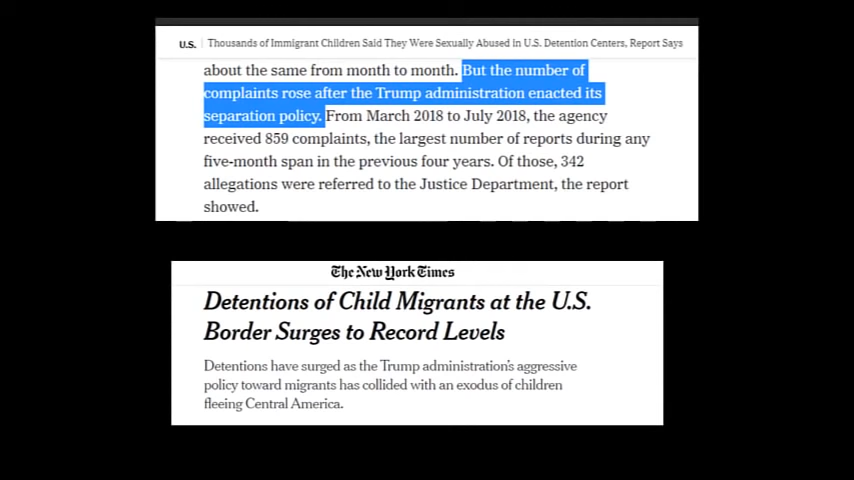 U.S. | Thousands of Immigrant Children Said They Were Sexually Abused in U.S. Detention Centers, Report Says
about the same from month to month. But the number of
complaints rose after the Trump administration enacted its
separation policy. From March 2018 to July 2018, the agency
received 859 complaints, the largest number of reports during any
five-month span in the previous four years. Of those, 342
allegations were referred to the Justice Department, the report
showed.
The New York Times
Detentions of Child Migrants at the U.S.
Border Surges to Record Levels
Detentions have surged as the Trump administration's aggressive
policy toward migrants has collided with an exodus of children
fleeing Central America.